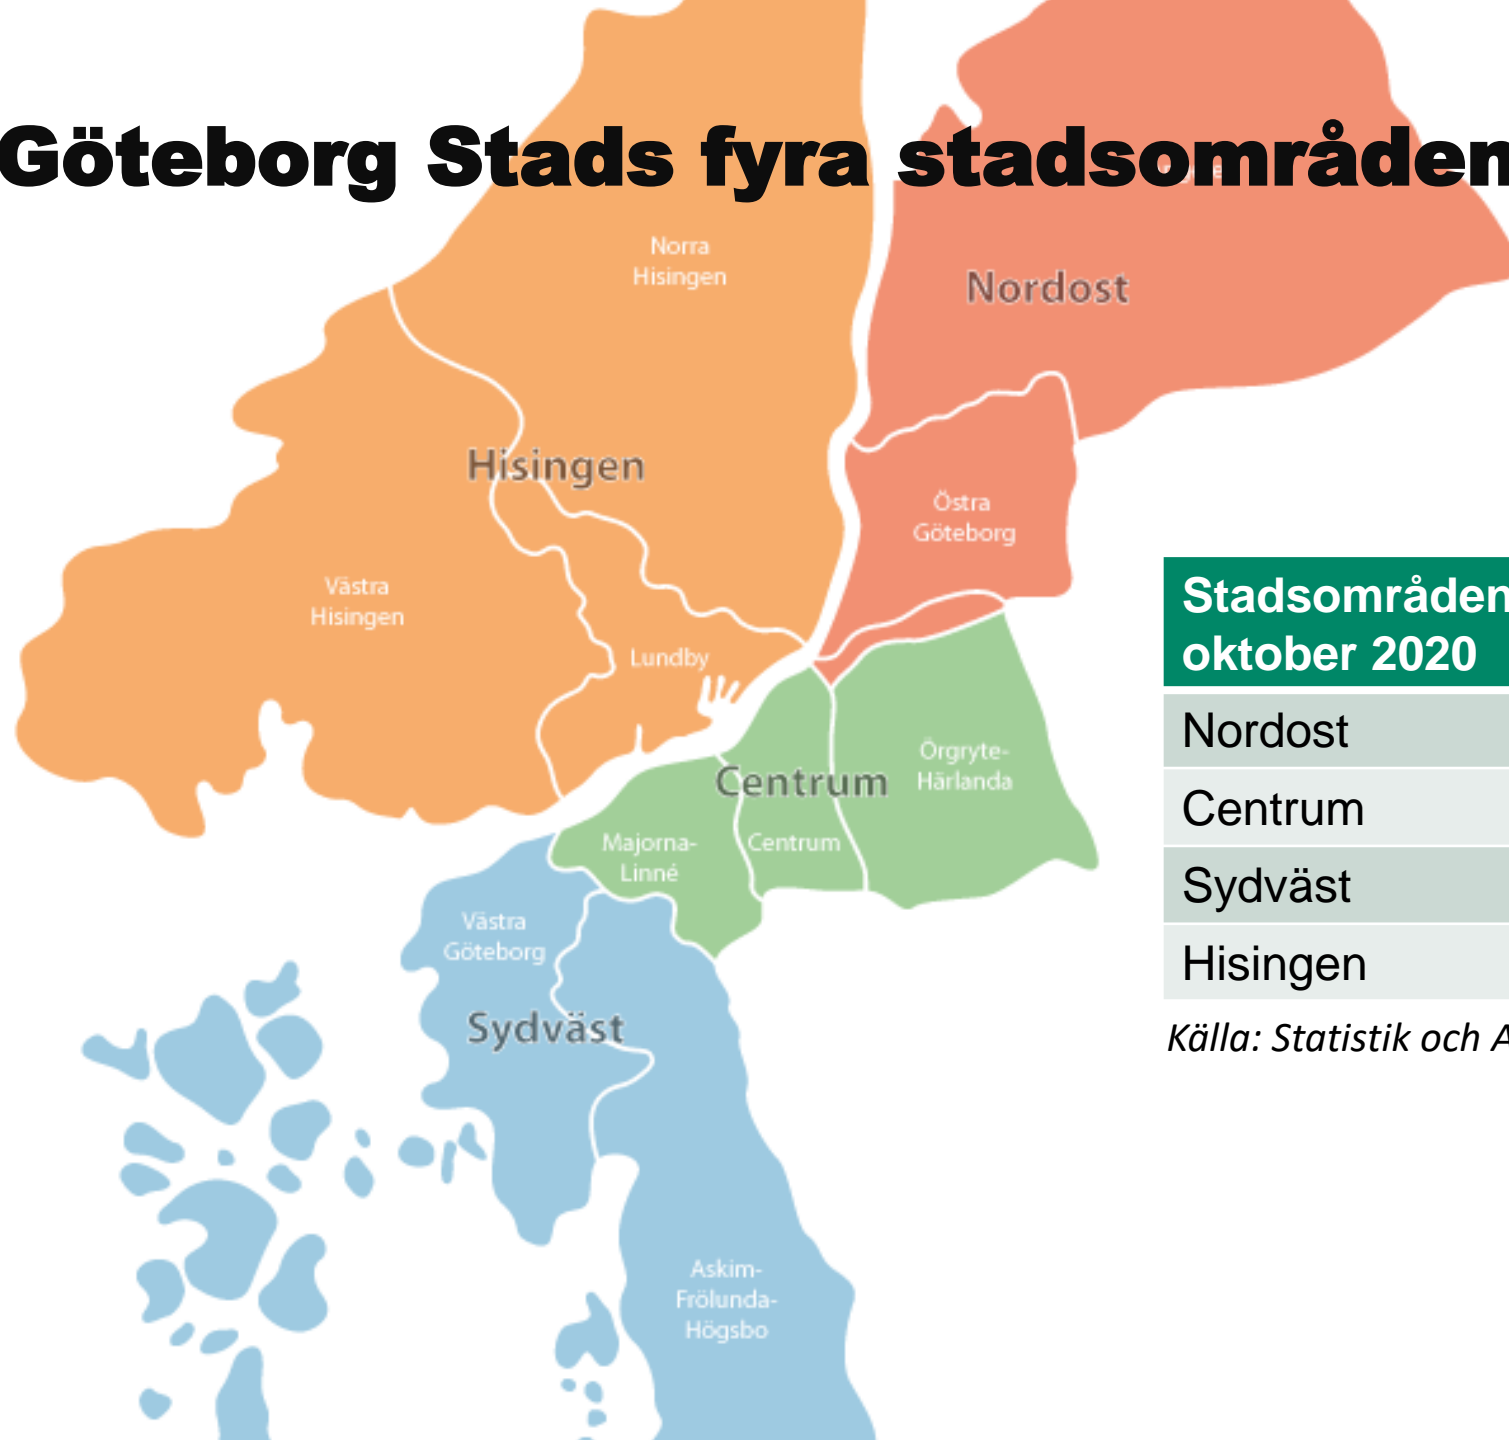 Göteborg Stads fyra stadsområden
Norra
Hisingen
Nordost
Hisingen
Östra
Göteborg
Västra
Hisingen
Lundby
Centrum
Örgryte-
Härlanda
Majorna-
Linné
Centrum
Västra
Göteborg
Sydväst
Askim-
Frölunda-
Högsbo
Stadsområden
oktober 2020
Nordost
Centrum
Sydväst
Hisingen
Källa: Statistik och A